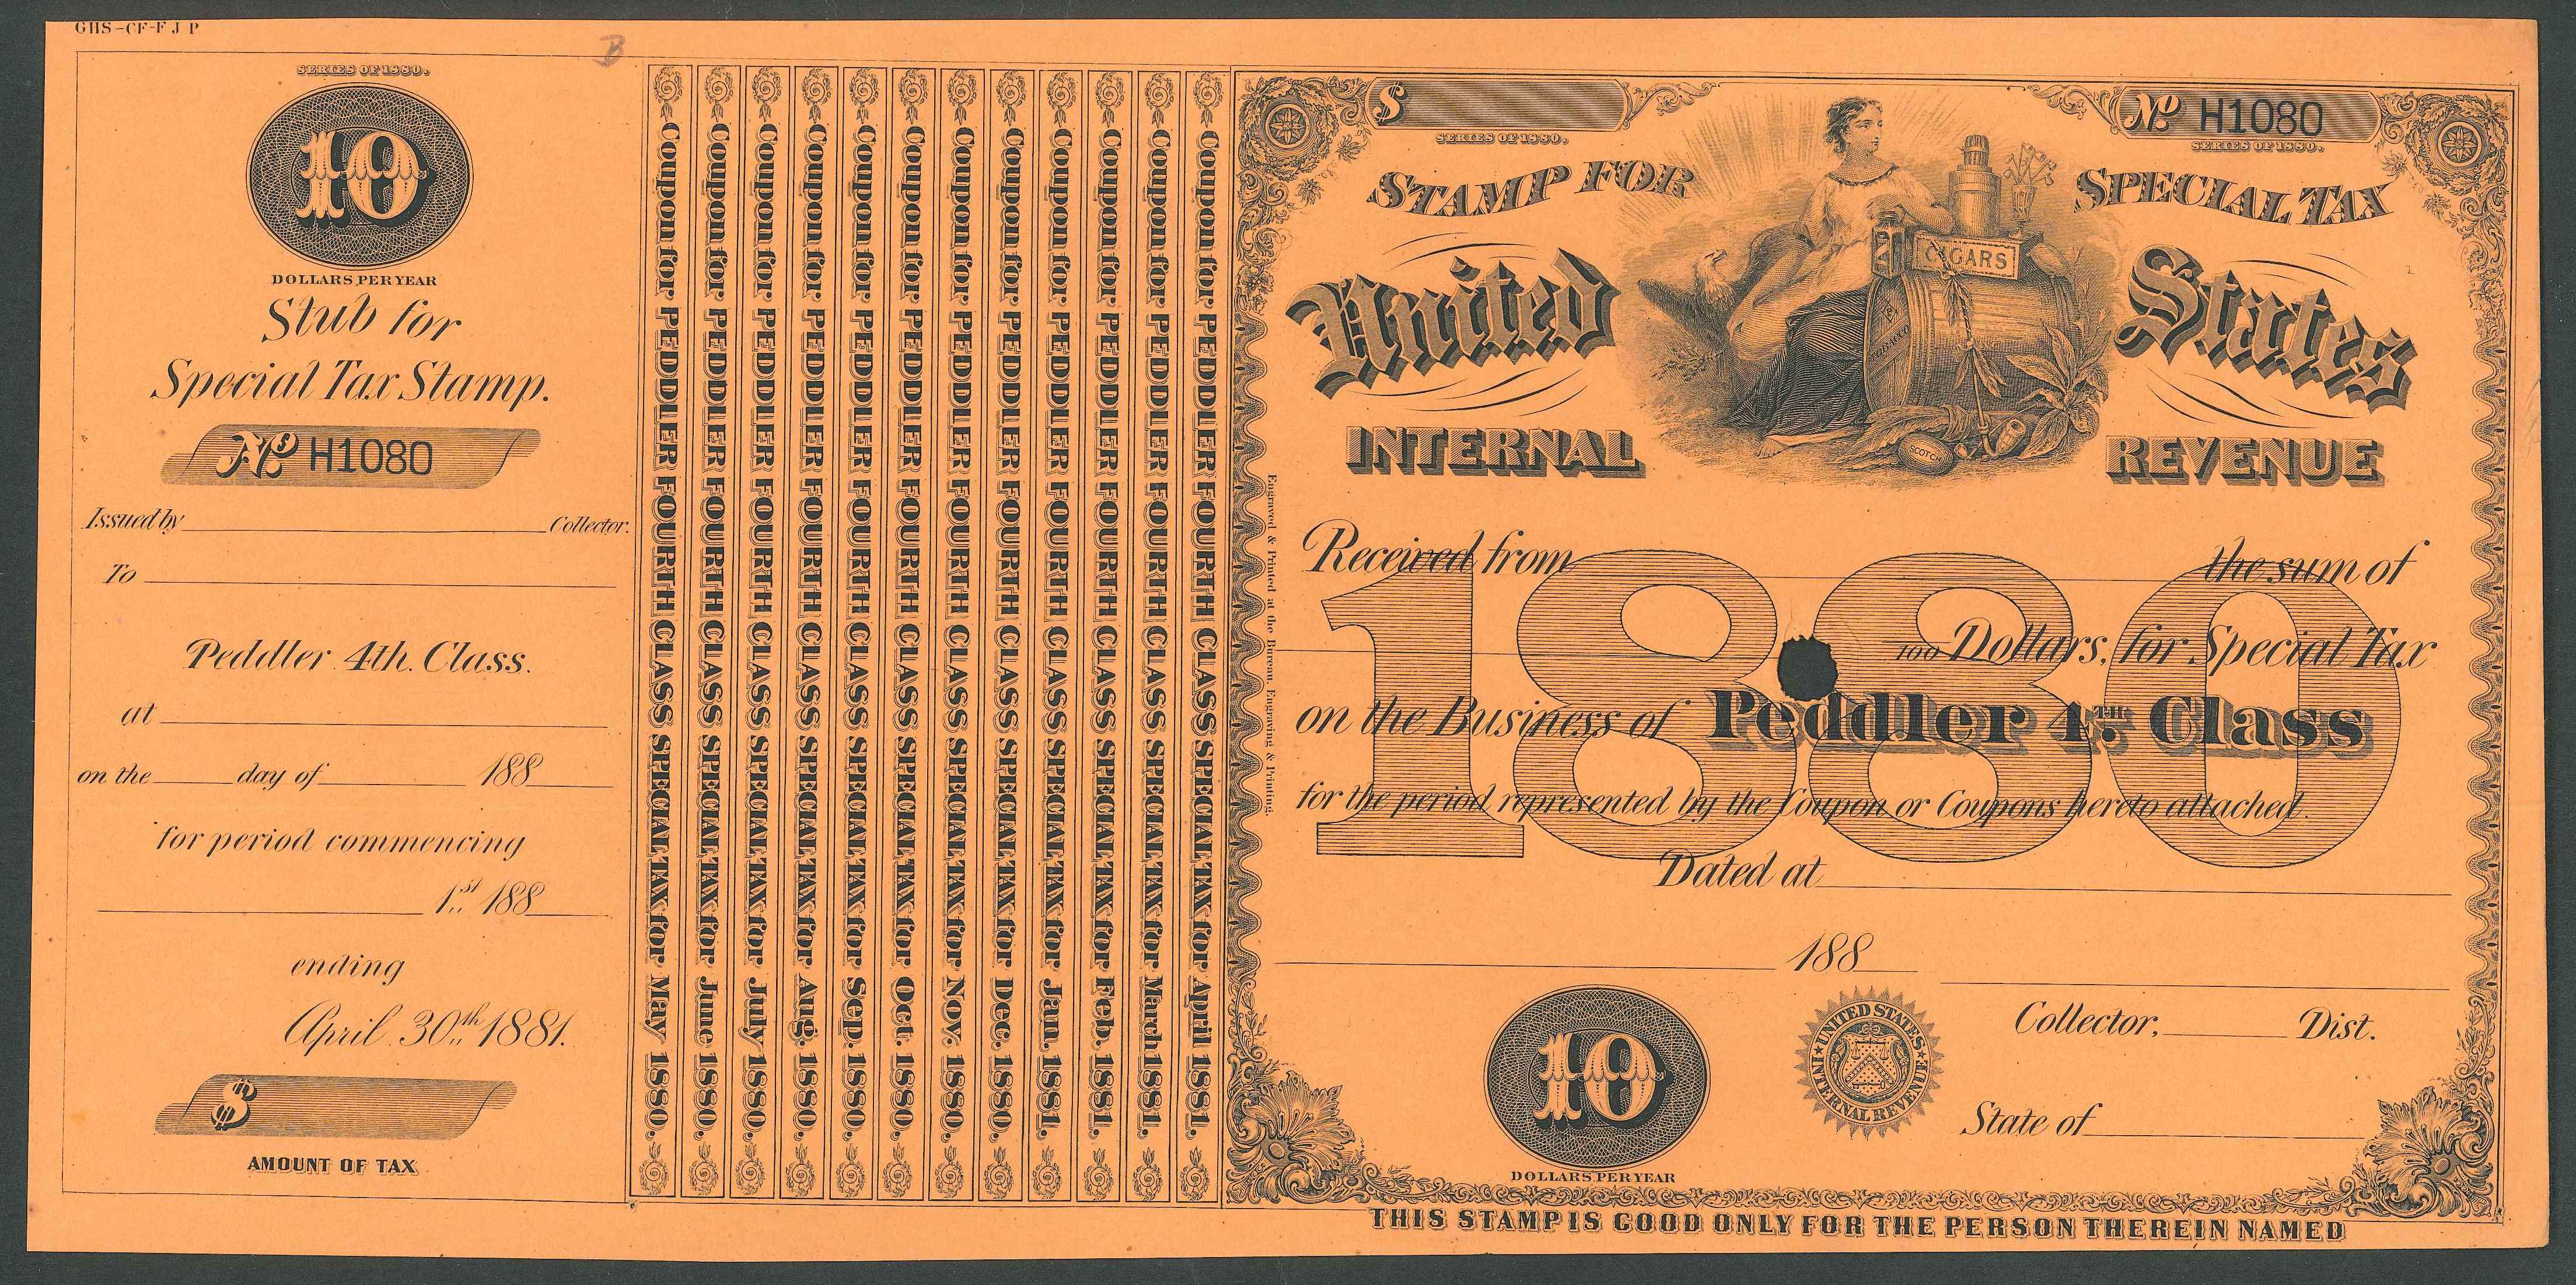 GHS-CF-F J P
B
SERIES OF 1880.
10
DOLLARS PER YEAR
Stub for
Special Tax Stamp.
No H1080
Issued by Collector.
To
Peddler 4th. Class.
at
on the day of 188
for period commencing
1st 188
ending
April 30th 1881.
$
AMOUNT OF TAX
Coupon for PEDDLER FOURTH CLASS SPECIAL TAX for May 1880.
Coupon for PEDDLER FOURTH CLASS SPECIAL TAX for June 1880.
Coupon for PEDDLER FOURTH CLASS SPECIAL TAX for July 1880.
Coupon for PEDDLER FOURTH CLASS SPECIAL TAX for Aug. 1880.
Coupon for PEDDLER FOURTH CLASS SPECIAL TAX for Sep. 1880.
Coupon for PEDDLER FOURTH CLASS SPECIAL TAX for Oct. 1880.
Coupon for PEDDLER FOURTH CLASS SPECIAL TAX for Nov. 1880.
Coupon for PEDDLER FOURTH CLASS SPECIAL TAX for Dec. 1880.
Coupon for PEDDLER FOURTH CLASS SPECIAL TAX for Jan. 1881.
Coupon for PEDDLER FOURTH CLASS SPECIAL TAX for Feb. 1881.
Coupon for PEDDLER FOURTH CLASS SPECIAL TAX for March 1881.
Coupon for PEDDLER FOURTH CLASS SPECIAL TAX for April 1881.
Engraved & Printed at the Bureau, Engraving & Printing.
$
SERIES OF 1880.
No H1080
SERIES OF 1880.
STAMP FOR SPECIAL TAX
United States
CIGARS
TOBACCO
SCOTCH
INTERNAL REVENUE
1880
Received from the sum of
100 Dollars, for Special Tax
on the Business of Peddler 4.TH Class
for the period represented by the Coupon or Coupons hereto attached.
Dated at
188
Collector, Dist.
State of
10
DOLLARS PER YEAR
UNITED STATES INTERNAL REVENUE
THIS STAMP IS GOOD ONLY FOR THE PERSON THEREIN NAMED